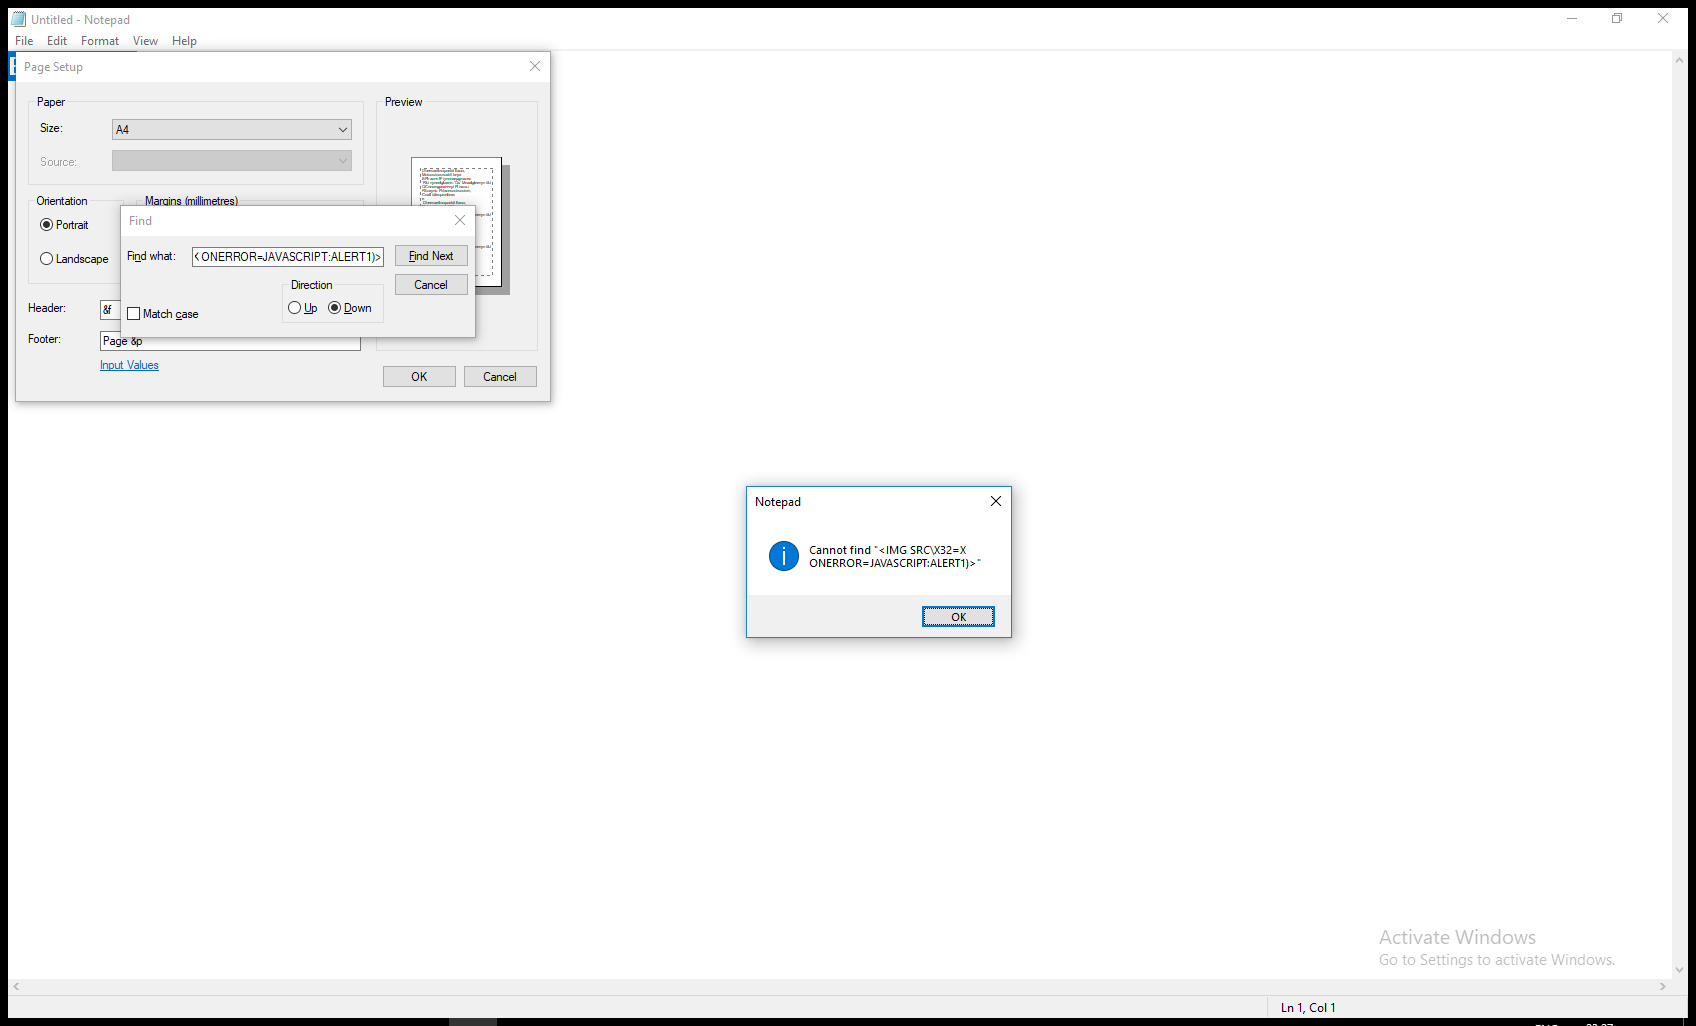 Untitled - Notepad
File Edit Format View Help
Page Setup
Paper
Size: A4
Source:
Preview
Orientation
Portrait
Landscape
Margins (millimetres)
Find
Find what: ONERROR=JAVASCRIPT:ALERT1)>
Find Next
Cancel
Direction
Up Down
Match case
Header: &f
Footer: Page &p
Input Values
OK Cancel
Notepad
Cannot find "<IMG SRC\X32=X
ONERROR=JAVASCRIPT:ALERT1)>"
OK
Activate Windows
Go to Settings to activate Windows.
Ln 1, Col 1